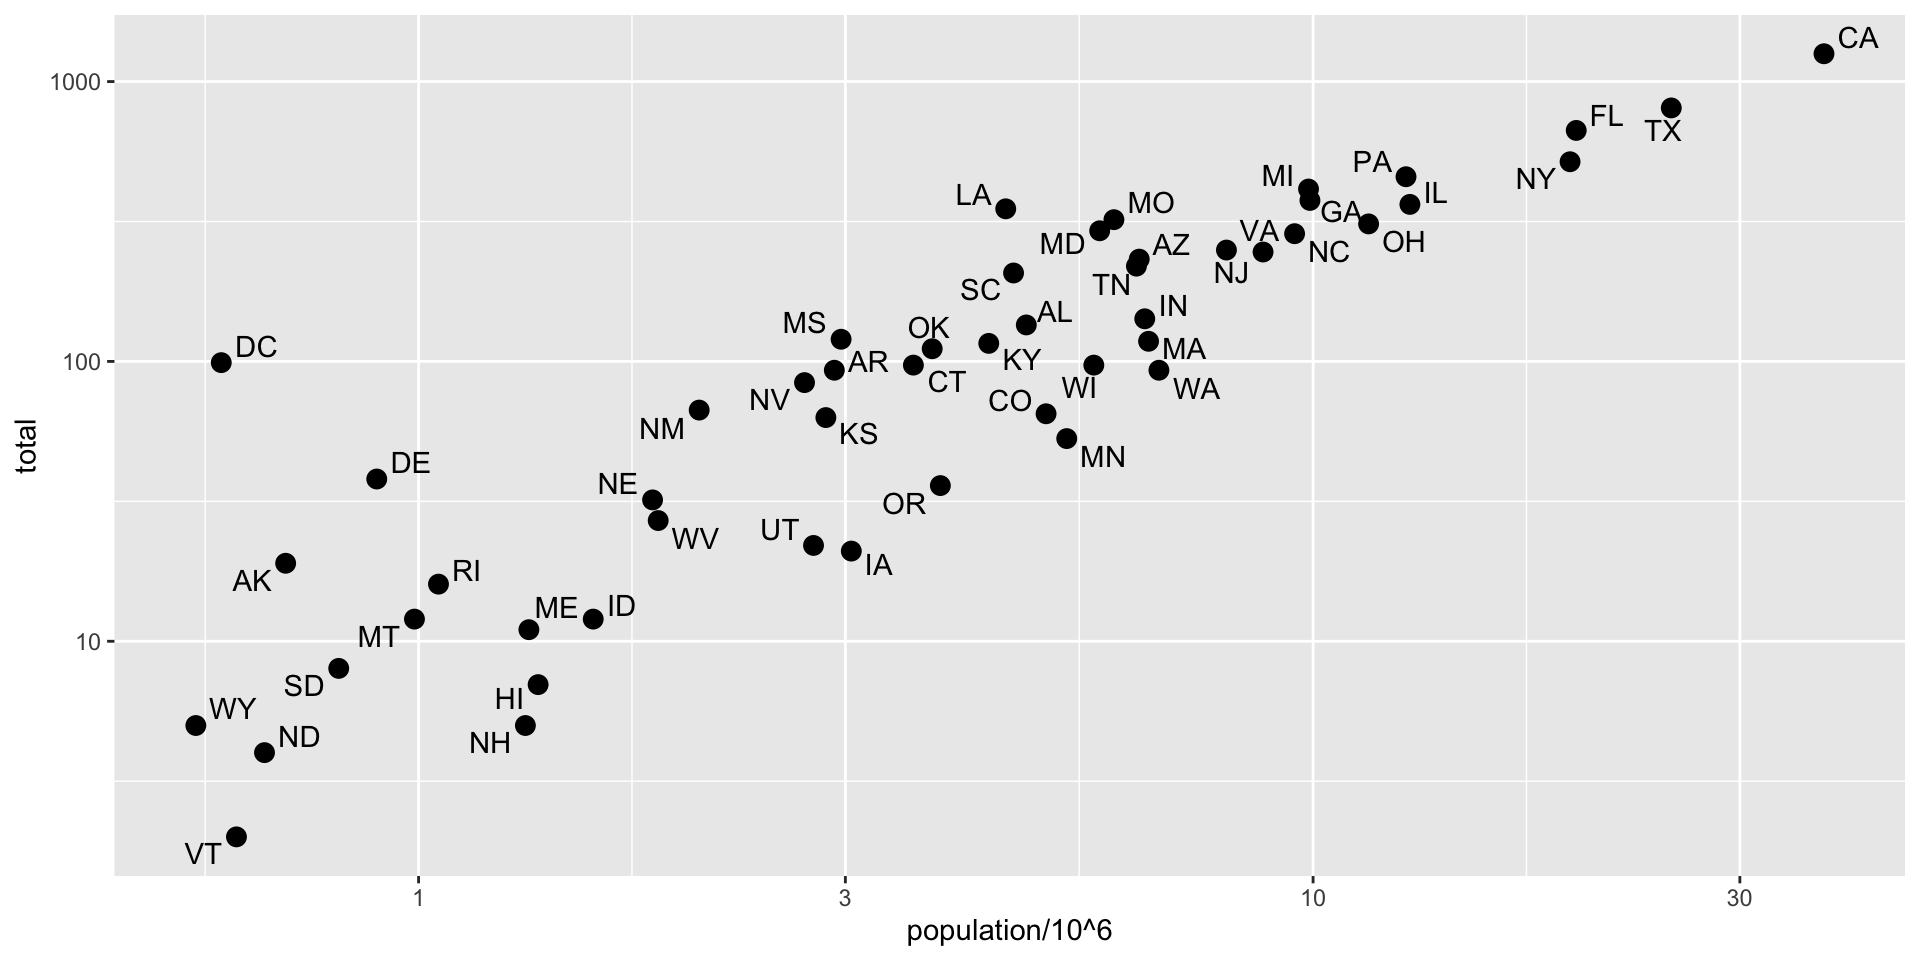 CA
1000
FL
TX
PA
NY
MI
IL
LA
MO
GA
VA
OH
MD
AZ
NC
NJ
TN
SC
IN
AL
MS
OK
DC
MA
100
AR
KY
CT
WI
WA
NV
CO
NM
KS
MN
total
DE
NE
OR
UT
WV
IA
RI
AK
ME
ID
MT
10
SD
HI
WY
ND
NH
VT
1
3
10
30
population/10^6